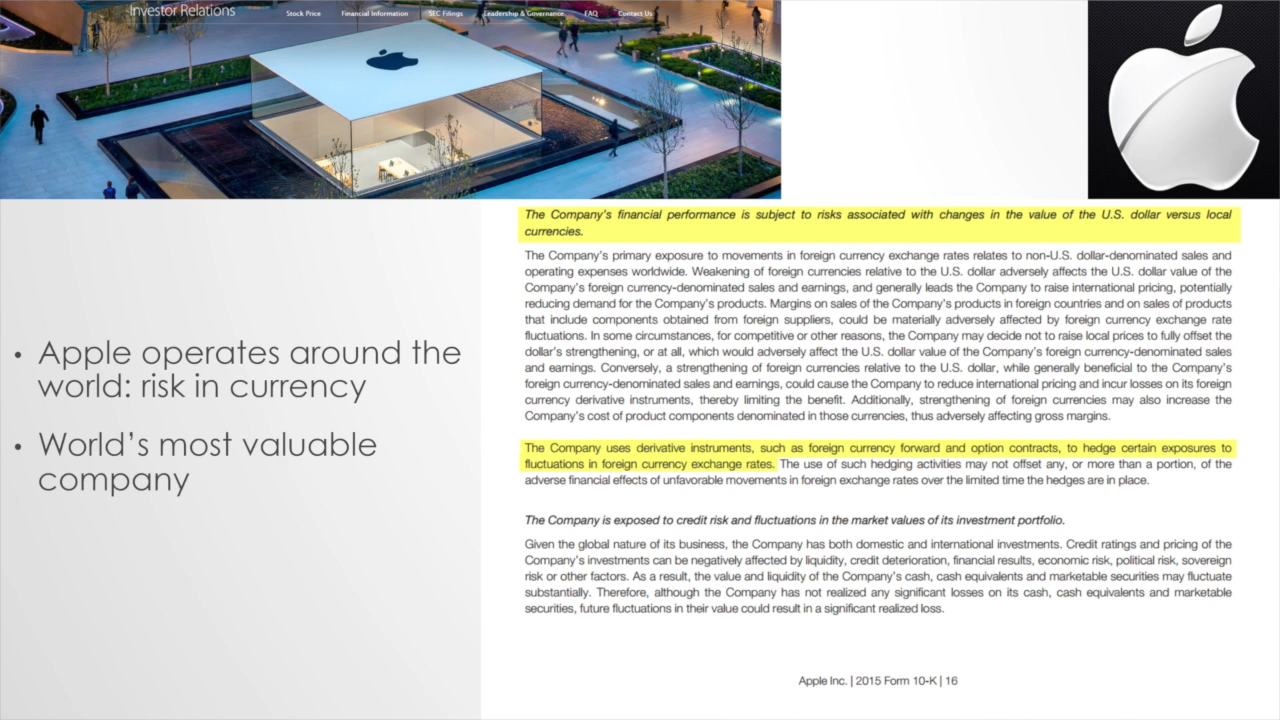 Investor Relations
Stock Price Financial Information SEC Filings Leadership & Governance FAQ Contact Us
• Apple operates around the
world: risk in currency
• World's most valuable
company
The Company's financial performance is subject to risks associated with changes in the value of the U.S. dollar versus local
currencies.
The Company's primary exposure to movements in foreign currency exchange rates relates to non-U.S. dollar-denominated sales and
operating expenses worldwide. Weakening of foreign currencies relative to the U.S. dollar adversely affects the U.S. dollar value of the
Company's foreign currency-denominated sales and earnings, and generally leads the Company to raise international pricing, potentially
reducing demand for the Company's products. Margins on sales of the Company's products in foreign countries and on sales of products
that include components obtained from foreign suppliers, could be materially adversely affected by foreign currency exchange rate
fluctuations. In some circumstances, for competitive or other reasons, the Company may decide not to raise local prices to fully offset the
dollar's strengthening, or at all, which would adversely affect the U.S. dollar value of the Company's foreign currency-denominated sales
and earnings. Conversely, a strengthening of foreign currencies relative to the U.S. dollar, while generally beneficial to the Company's
foreign currency-denominated sales and earnings, could cause the Company to reduce international pricing and incur losses on its foreign
currency derivative instruments, thereby limiting the benefit. Additionally, strengthening of foreign currencies may also increase the
Company's cost of product components denominated in those currencies, thus adversely affecting gross margins.
The Company uses derivative instruments, such as foreign currency forward and option contracts, to hedge certain exposures to
fluctuations in foreign currency exchange rates. The use of such hedging activities may not offset any, or more than a portion, of the
adverse financial effects of unfavorable movements in foreign exchange rates over the limited time the hedges are in place.
The Company is exposed to credit risk and fluctuations in the market values of its investment portfolio.
Given the global nature of its business, the Company has both domestic and international investments. Credit ratings and pricing of the
Company's investments can be negatively affected by liquidity, credit deterioration, financial results, economic risk, political risk, sovereign
risk or other factors. As a result, the value and liquidity of the Company's cash, cash equivalents and marketable securities may fluctuate
substantially. Therefore, although the Company has not realized any significant losses on its cash, cash equivalents and marketable
securities, future fluctuations in their value could result in a significant realized loss.
Apple Inc. | 2015 Form 10-K | 16